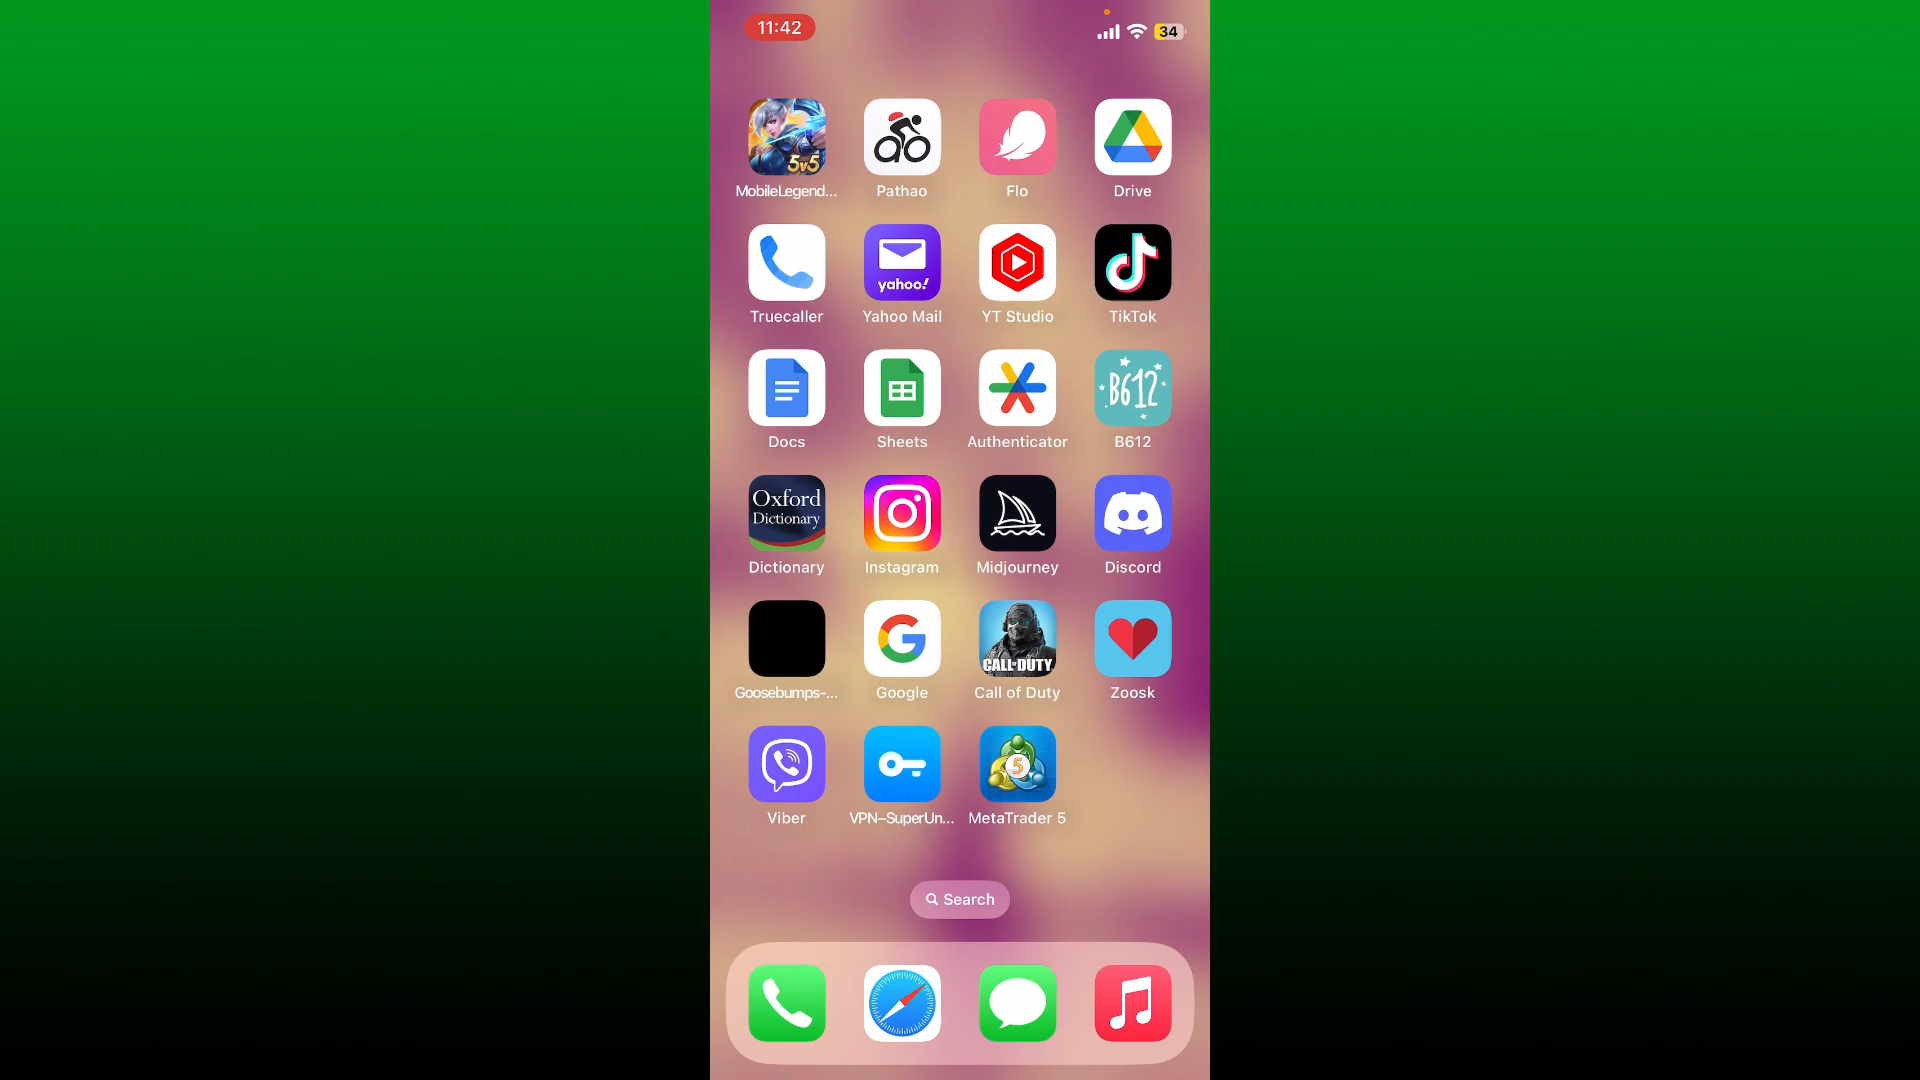 11:42
34
5v5
MobileLegend...
Pathao
Flo
Drive
yahoo!
Truecaller
Yahoo Mail
YT Studio
TikTok
B612
Docs
Sheets
Authenticator
B612
Oxford
Dictionary
Dictionary
Instagram
Midjourney
Discord
CALL OF DUTY
Goosebumps-...
Google
Call of Duty
Zoosk
5
Viber
VPN–SuperUn...
MetaTrader 5
Search